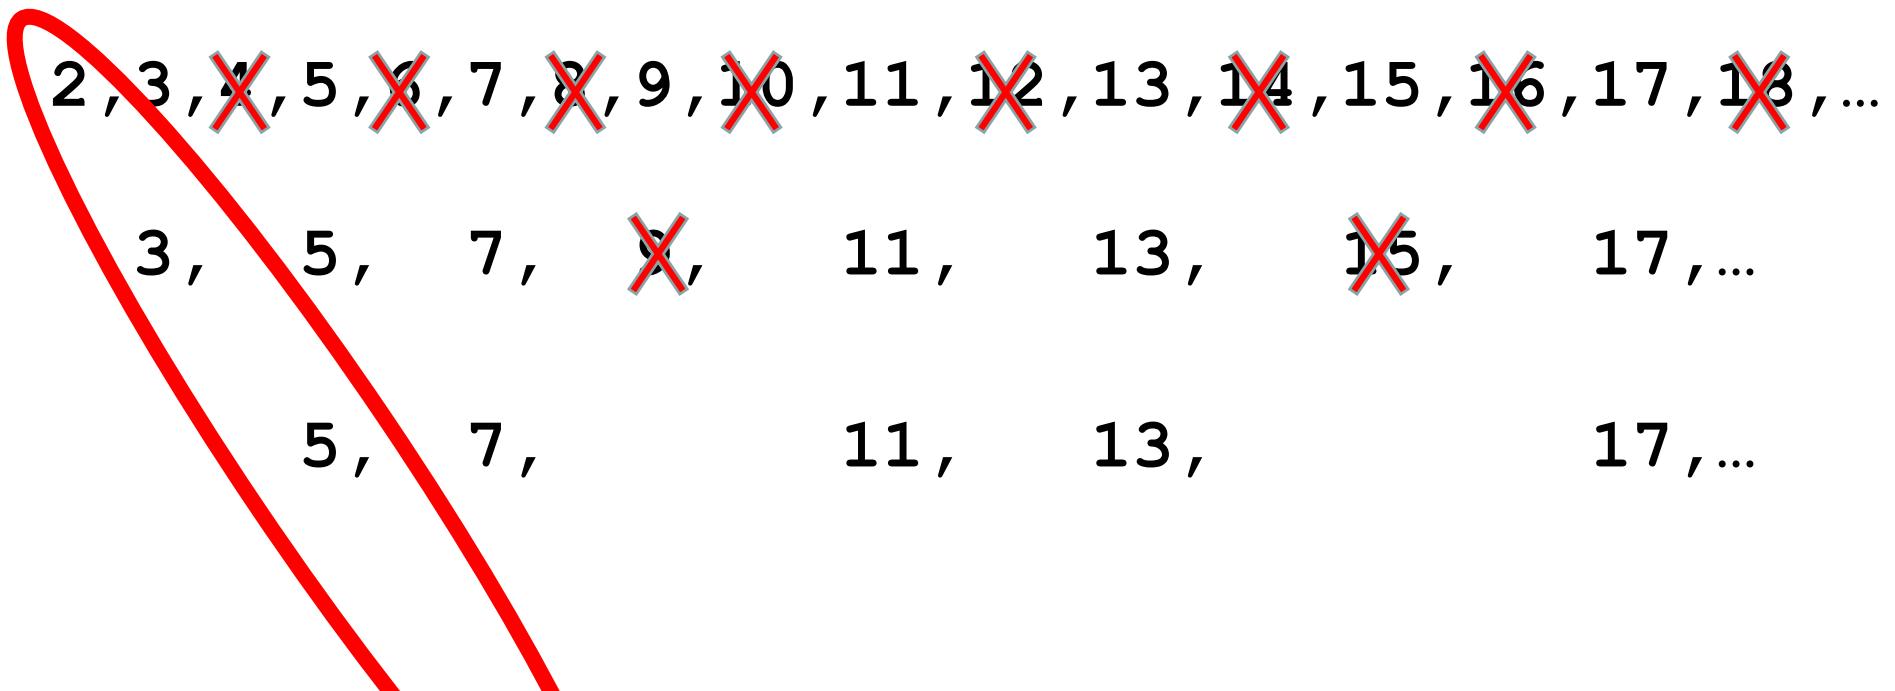 2,3,4,5,6,7,8,9,10,11,12,13,14,15,16,17,18,…
3, 5, 7, 9, 11, 13, 15, 17,…
5, 7, 11, 13, 17,…